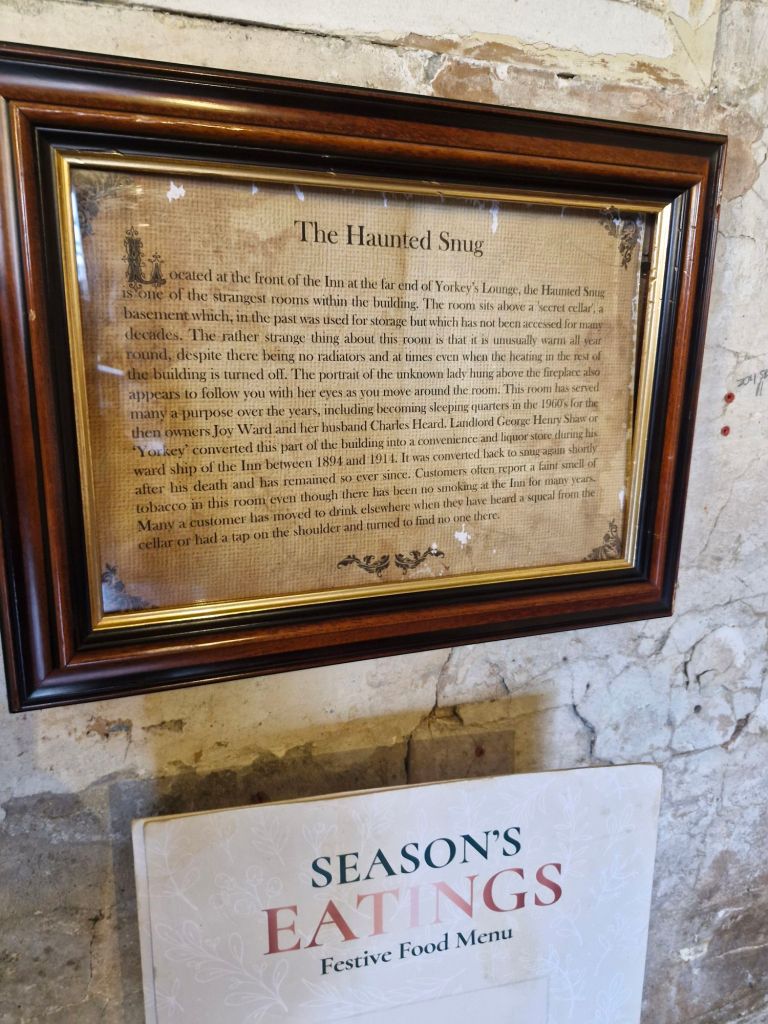 The Haunted Snug
Located at the front of the Inn at the far end of Yorkey's Lounge, the Haunted Snug
is one of the strangest rooms within the building. The room sits above a 'secret cellar', a
basement which, in the past was used for storage but which has not been accessed for many
decades. The rather strange thing about this room is that it is unusually warm all year
round, despite there being no radiators and at times even when the heating in the rest of
the building is turned off. The portrait of the unknown lady hung above the fireplace also
appears to follow you with her eyes as you move around the room. This room has served
many a purpose over the years, including becoming sleeping quarters in the 1960's for the
then owners Joy Ward and her husband Charles Heard. Landlord George Henry Shaw or
'Yorkey' converted this part of the building into a convenience and liquor store during his
ward ship of the Inn between 1894 and 1914. It was converted back to snug again shortly
after his death and has remained so ever since. Customers often report a faint smell of
tobacco in this room even though there has been no smoking at the Inn for many years.
Many a customer has moved to drink elsewhere when they have heard a squeal from the
cellar or had a tap on the shoulder and turned to find no one there.
SEASON'S
EATINGS
Festive Food Menu